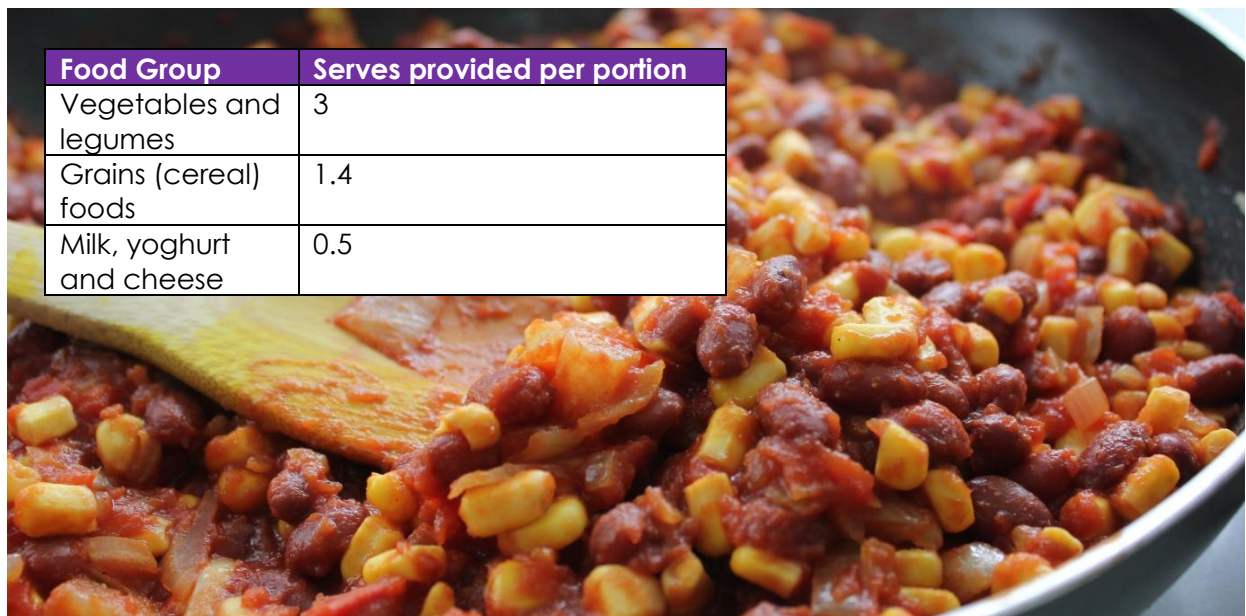 Food Group Serves provided per portion
Vegetables and 3
legumes
Grains (cereal) 1.4
foods
Milk, yoghurt 0.5
and cheese